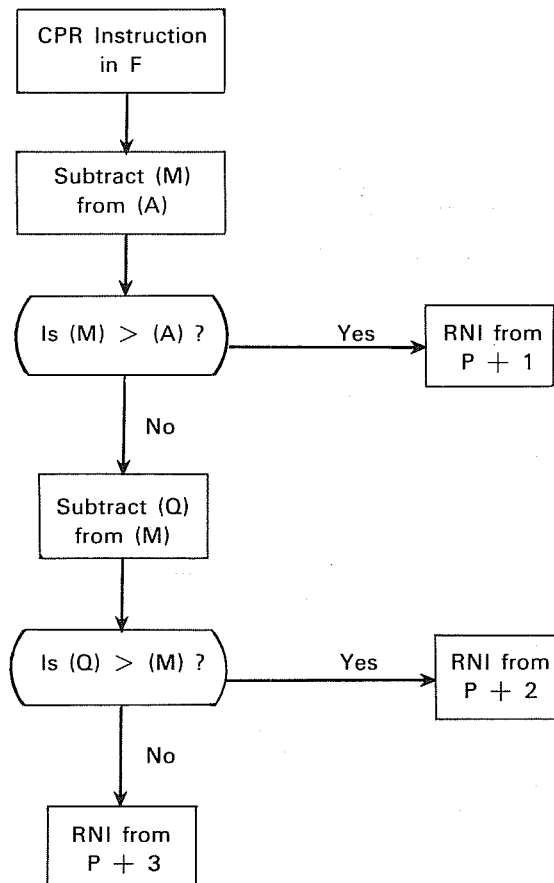 CPR Instruction
in F
Subtract (M)
from (A)
Is (M) > (A) ?
Yes
RNI from
P + 1
No
Subtract (Q)
from (M)
Is (Q) > (M) ?
Yes
RNI from
P + 2
No
RNI from
P + 3